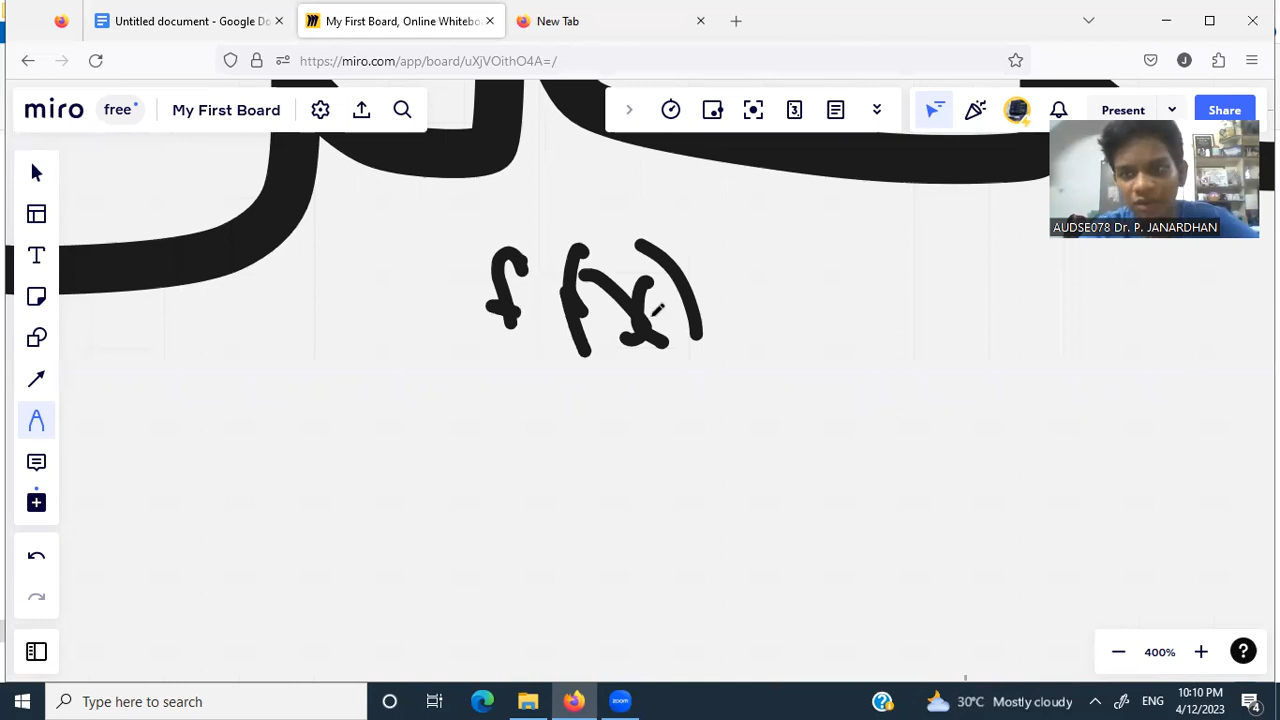 Untitled document - Google Do
My First Board, Online Whitebo
New Tab
https://miro.com/app/board/uXjVOithO4A=7
miro free My First Board
Present Share
AUDSE078 Dr. P. JANARDHAN
f(x)
400%
Type here to search
30°C Mostly cloudy ENG 10:10 PM
4/12/2023
4